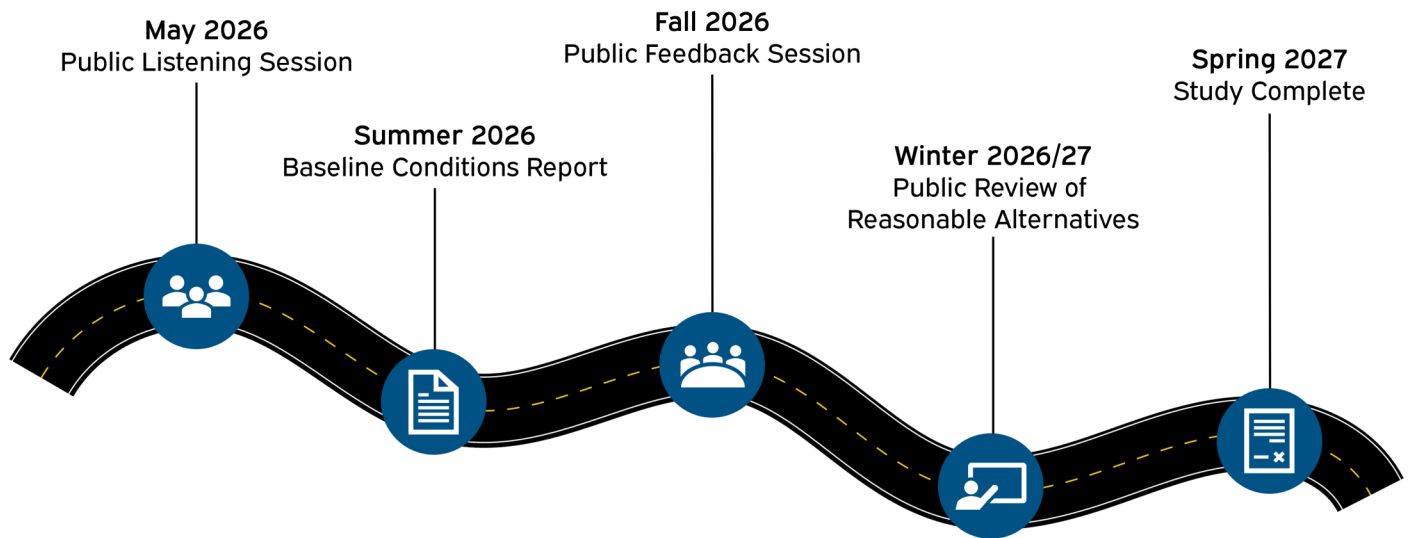 May 2026
Public Listening Session
Summer 2026
Baseline Conditions Report
Fall 2026
Public Feedback Session
Winter 2026/27
Public Review of
Reasonable Alternatives
Spring 2027
Study Complete